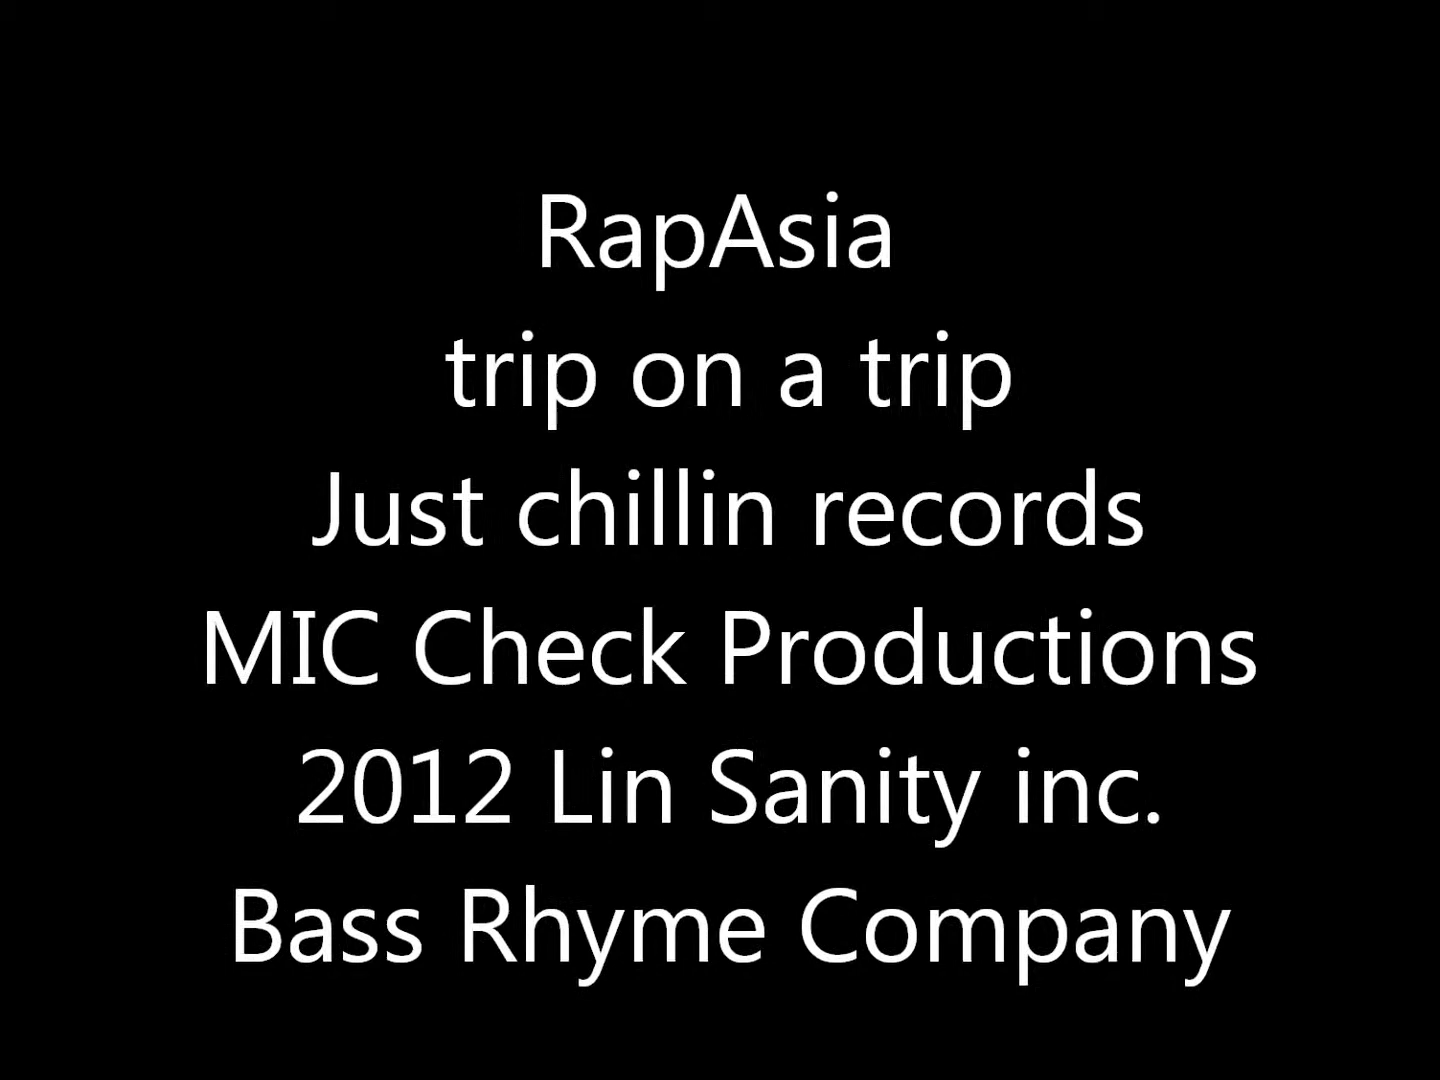 RapAsia
trip on a trip
Just chillin records
MIC Check Productions
2012 Lin Sanity inc.
Bass Rhyme Company